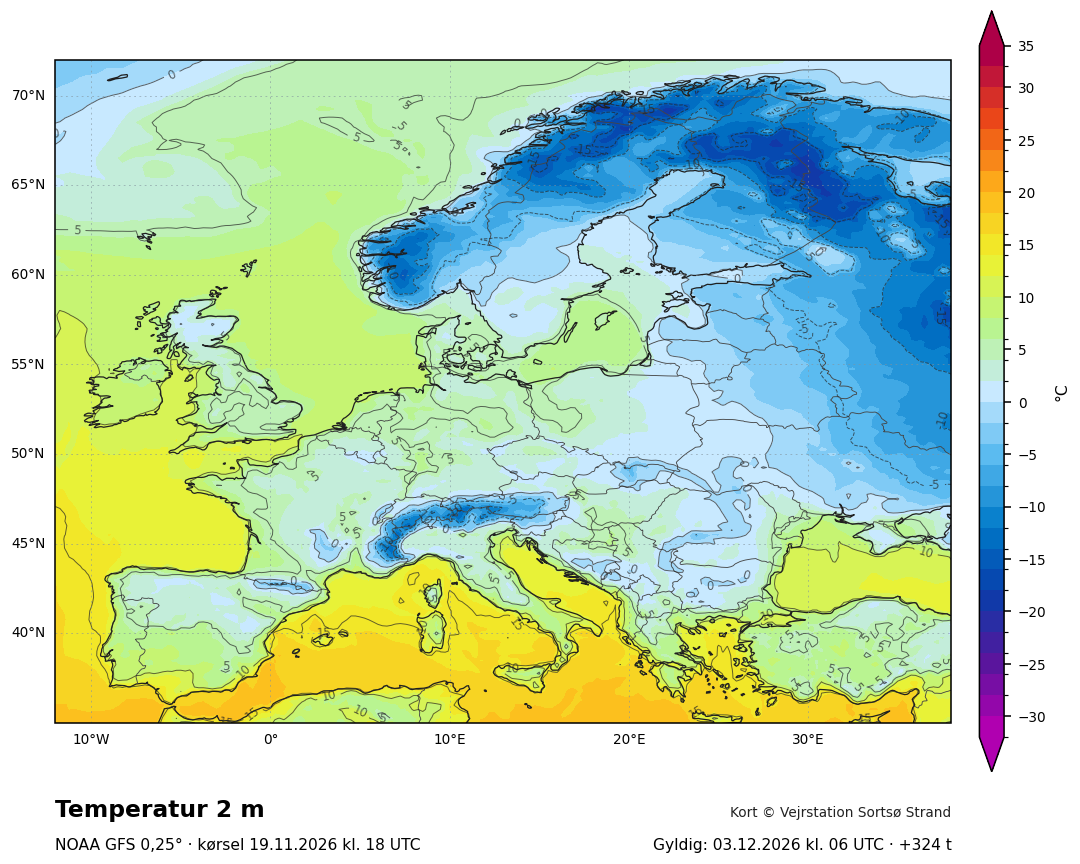 70°N
65°N
60°N
55°N
50°N
45°N
40°N
10°W
0°
10°E
20°E
30°E
35
30
25
20
15
10
5
0
−5
−10
−15
−20
−25
−30
°C
Temperatur 2 m
Kort © Vejrstation Sortsø Strand
NOAA GFS 0,25° · kørsel 19.11.2026 kl. 18 UTC
Gyldig: 03.12.2026 kl. 06 UTC · +324 t